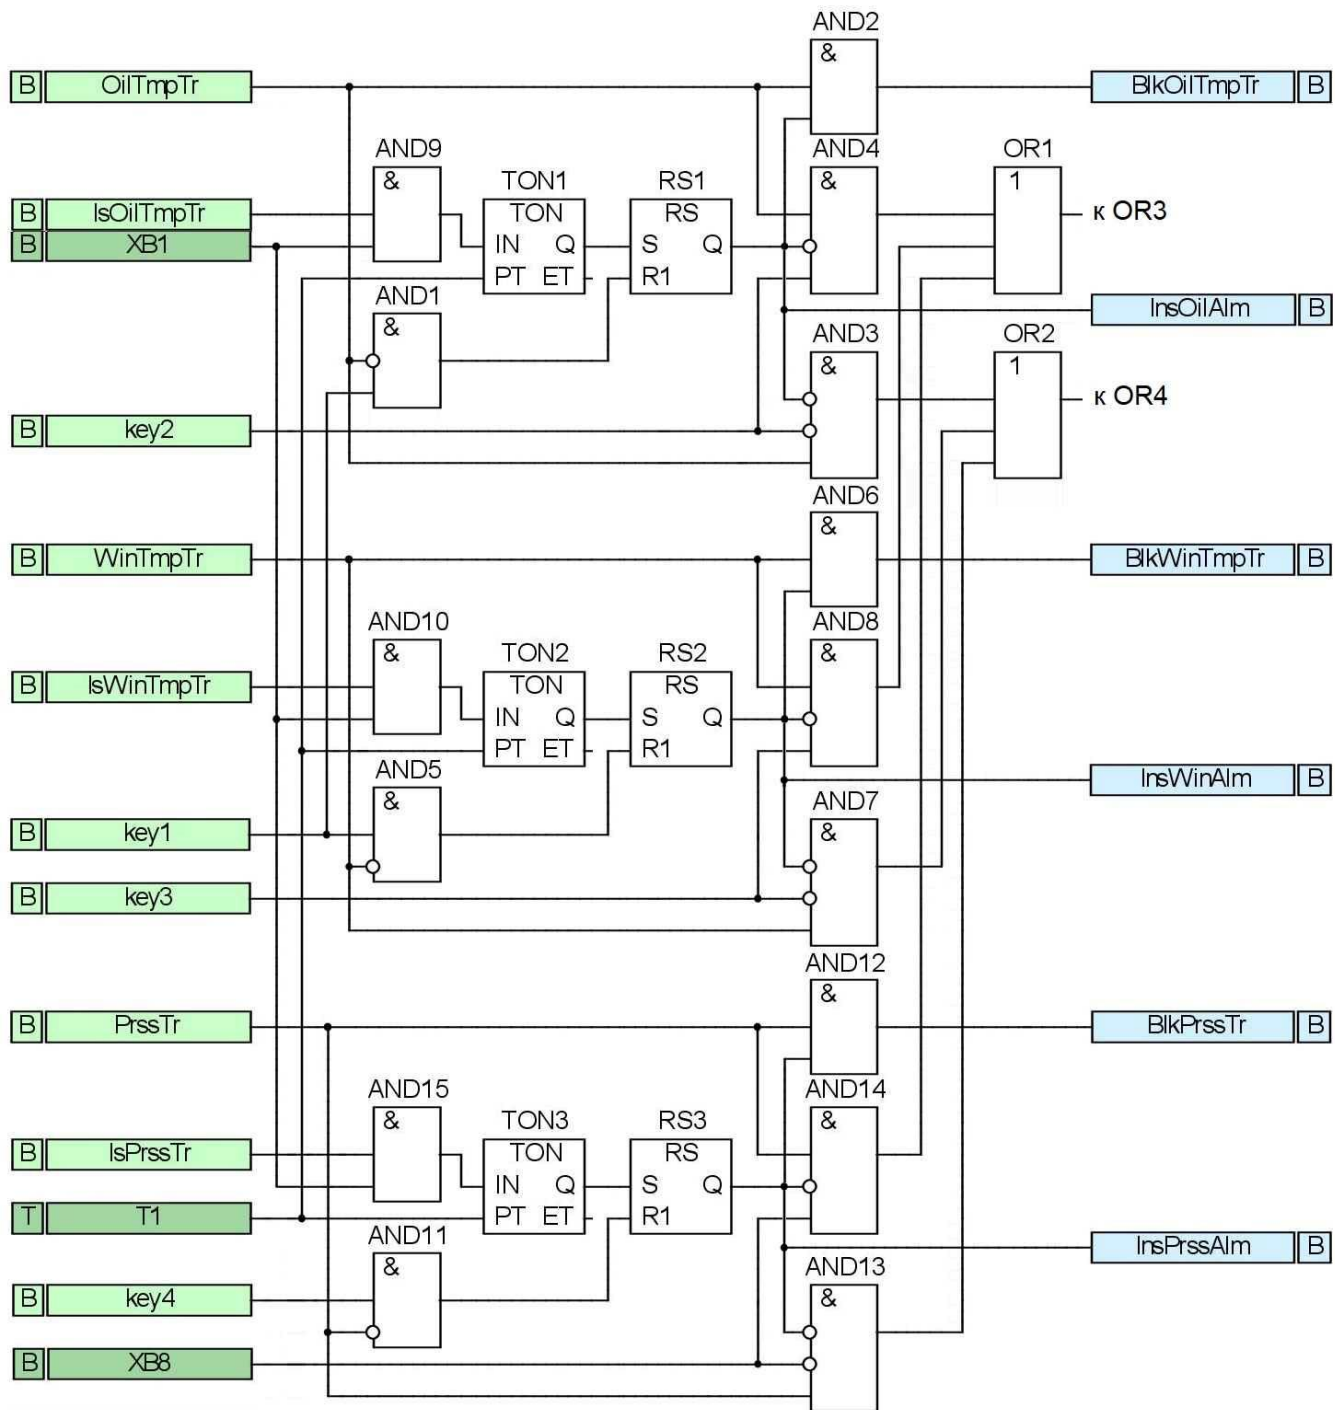 AND2
&
B OilTmpTr
BlkOilTmpTr B
AND9
&
AND4
&
OR1
1
TON1
TON
IN Q
PT ET
RS1
RS
S Q
R1
B IsOilTmpTr
к OR3
B XB1
AND1
&
InsOilAlm B
AND3
&
OR2
1
к OR4
B key2
AND6
&
B WinTmpTr
BlkWinTmpTr B
AND10
&
AND8
&
TON2
TON
IN Q
PT ET
RS2
RS
S Q
R1
B IsWinTmpTr
AND5
&
InsWinAlm B
AND7
&
B key1
B key3
AND12
&
B PrssTr
BlkPrssTr B
AND15
&
AND14
&
TON3
TON
IN Q
PT ET
RS3
RS
S Q
R1
B IsPrssTr
T T1
AND11
&
InsPrssAlm B
AND13
&
B key4
B XB8